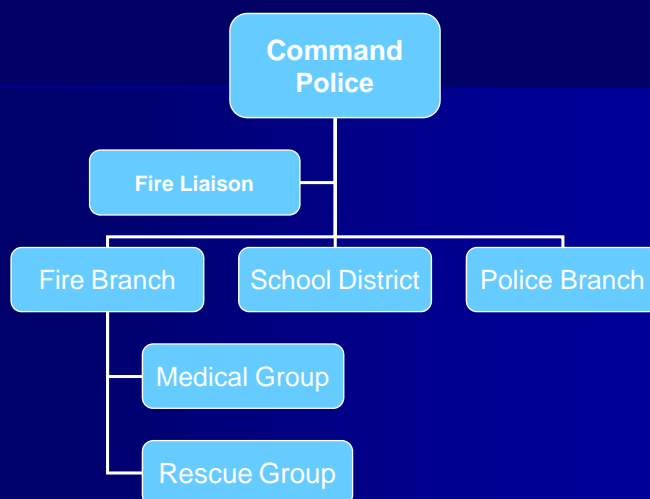 Command
Police
Fire Liaison
Fire Branch
School District
Police Branch
Medical Group
Rescue Group